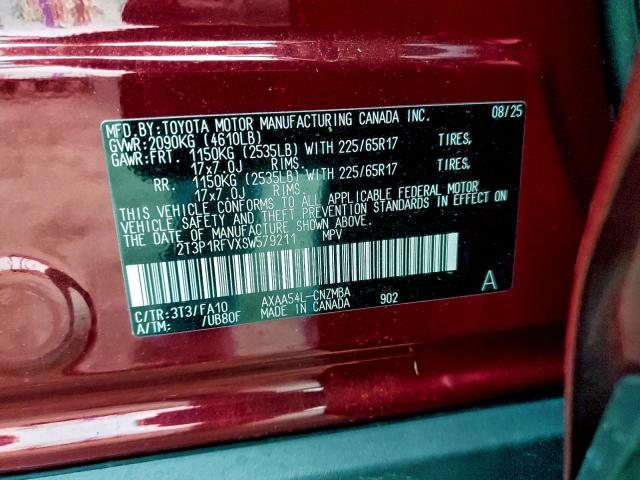 MFD. BY: TOYOTA MOTOR MANUFACTURING CANADA INC. 08/25
GVWR: 2090KG (4610LB)
GAWR: FRT. 1150KG (2535LB) WITH 225/65R17 TIRES,
17x7.0J RIMS.
RR. 1150KG (2535LB) WITH 225/65R17 TIRES,
17x7.0J RIMS.
THIS VEHICLE CONFORMS TO ALL APPLICABLE FEDERAL MOTOR
VEHICLE SAFETY AND THEFT PREVENTION STANDARDS IN EFFECT ON
DATE OF MANUFACTURE SHOWN ABOVE.
2T3P1RFVXSW579211 MPV
C/TR:3T3/FA10 AXAA54L-CNZMBA 902 A
A/TM: /UB80F MADE IN CANADA